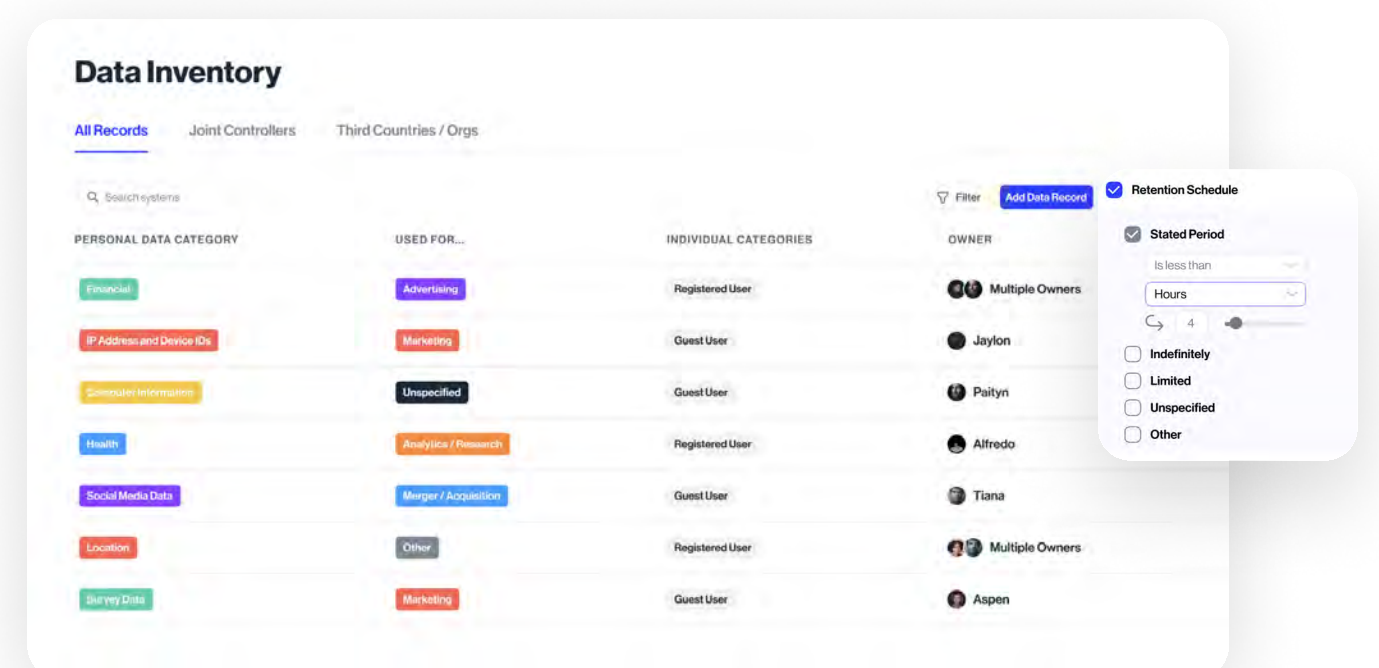 Data Inventory
All Records Joint Controllers Third Countries / Orgs
Search systems Filter Add Data Record
PERSONAL DATA CATEGORY USED FOR... INDIVIDUAL CATEGORIES OWNER
Financial Advertising Registered User Multiple Owners
IP Address and Device IDs Marketing Guest User Jaylon
Computer Information Unspecified Guest User Paityn
Health Analytics / Research Registered User Alfredo
Social Media Data Merger / Acquisition Guest User Tiana
Location Other Registered User Multiple Owners
Survey Data Marketing Guest User Aspen
Retention Schedule
Stated Period
Is less than
Hours
4
Indefinitely
Limited
Unspecified
Other